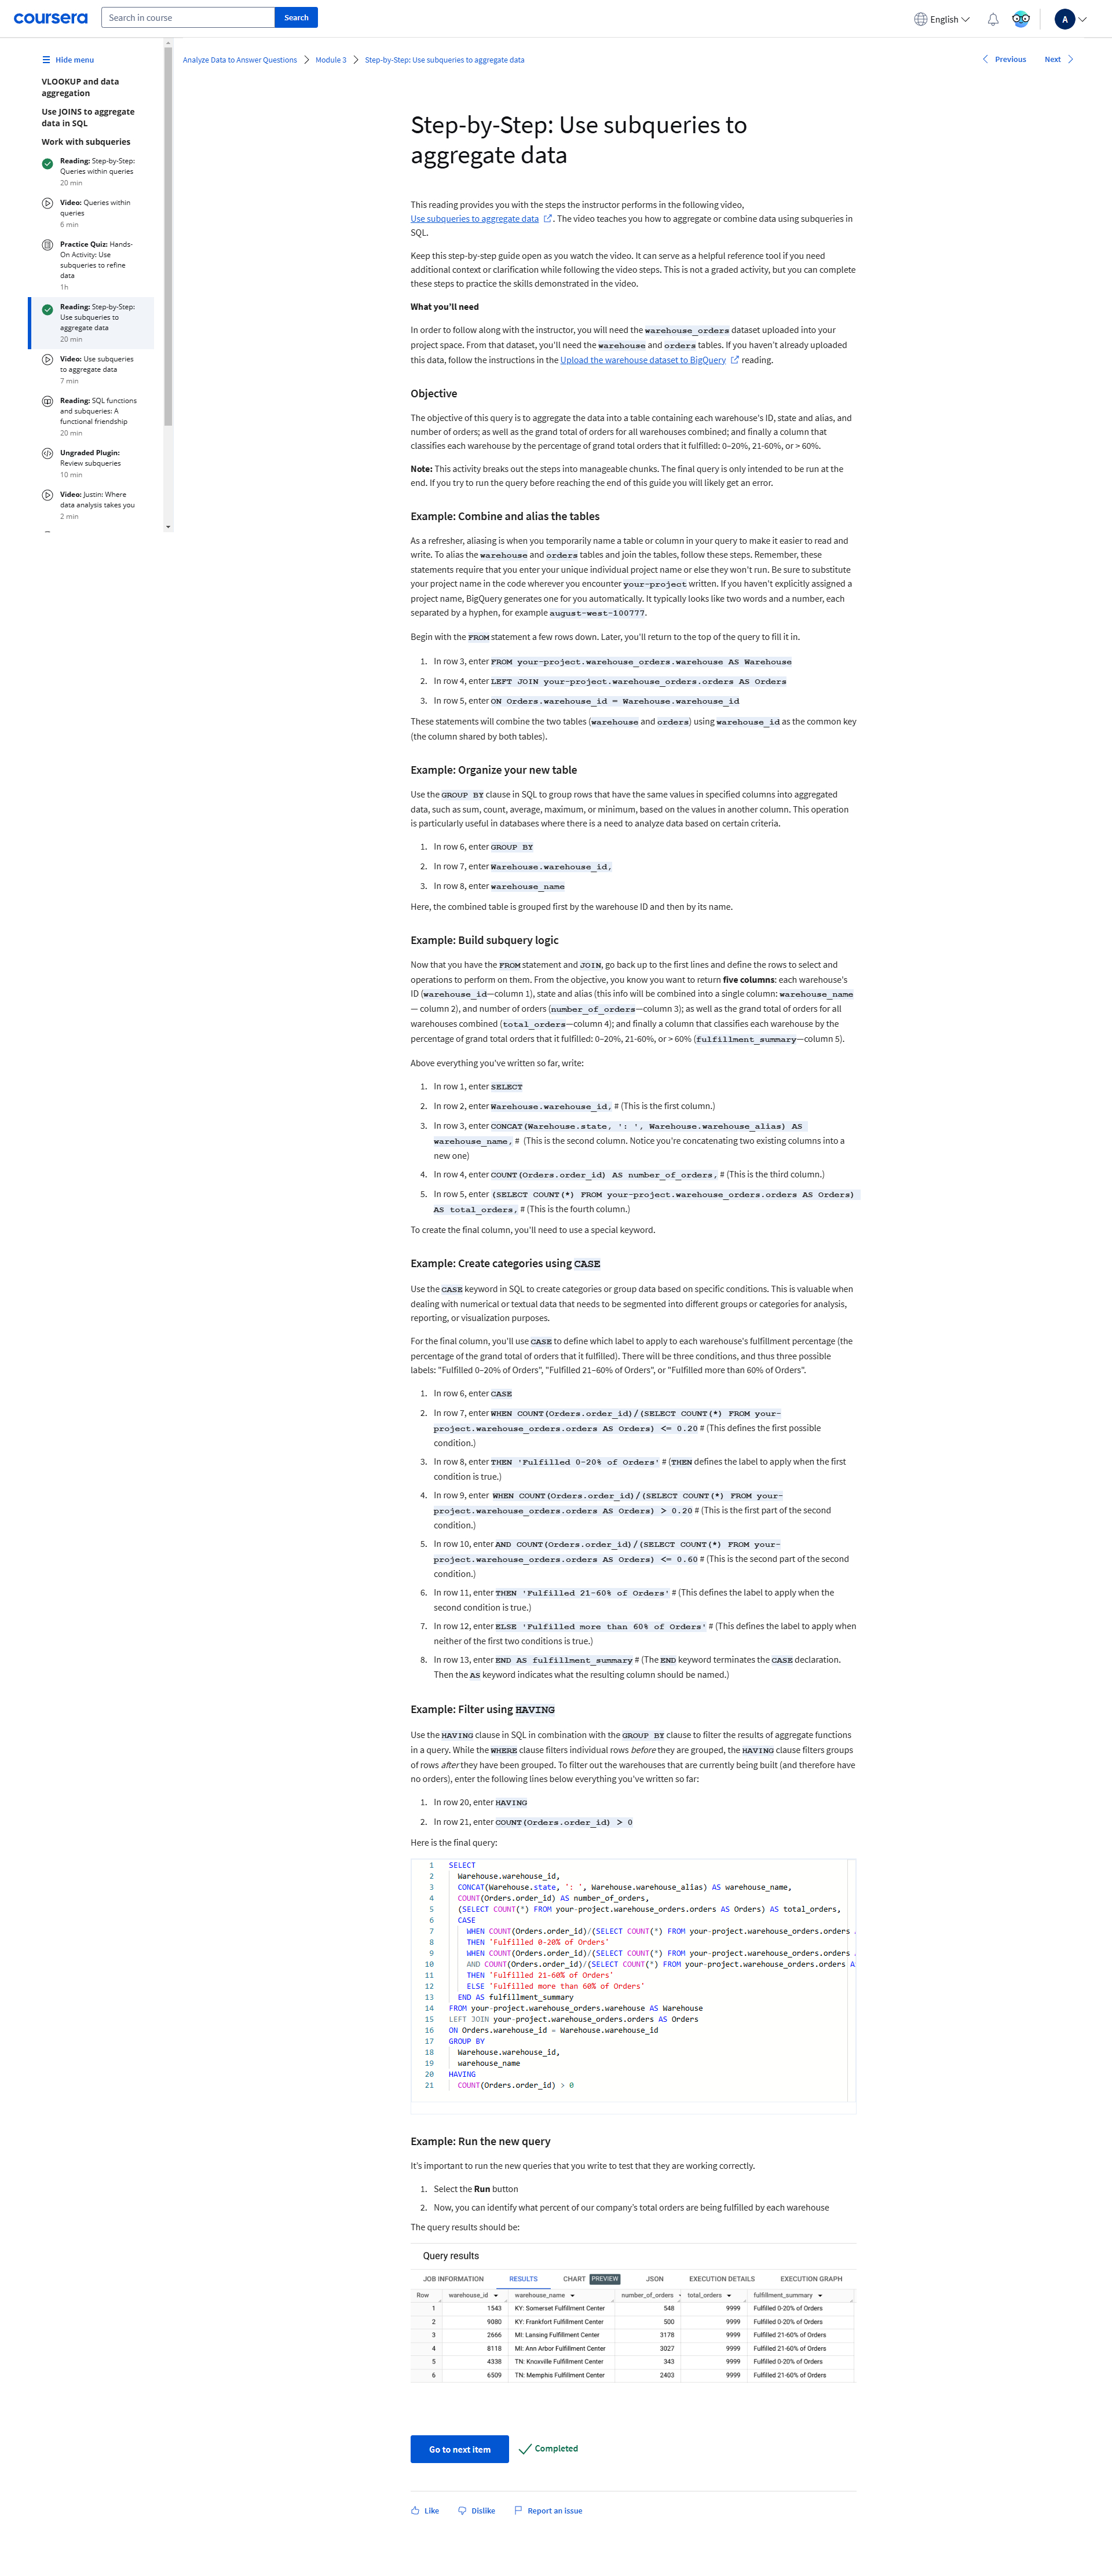 coursera
Search in course
Search
English
A
Hide menu
VLOOKUP and data
aggregation
Use JOINS to aggregate
data in SQL
Work with subqueries
Reading: Step-by-Step:
Queries within queries
20 min
Video: Queries within
queries
6 min
Practice Quiz: Hands-
On Activity: Use
subqueries to refine
data
1h
Reading: Step-by-Step:
Use subqueries to
aggregate data
20 min
Video: Use subqueries
to aggregate data
7 min
Reading: SQL functions
and subqueries: A
functional friendship
20 min
Ungraded Plugin:
Review subqueries
10 min
Video: Justin: Where
data analysis takes you
2 min
Analyze Data to Answer Questions > Module 3 > Step-by-Step: Use subqueries to aggregate data
Previous
Next
Step-by-Step: Use subqueries to
aggregate data
This reading provides you with the steps the instructor performs in the following video,
Use subqueries to aggregate data . The video teaches you how to aggregate or combine data using subqueries in
SQL.
Keep this step-by-step guide open as you watch the video. It can serve as a helpful reference tool if you need
additional context or clarification while following the video steps. This is not a graded activity, but you can complete
these steps to practice the skills demonstrated in the video.
What you'll need
In order to follow along with the instructor, you will need the warehouse_orders dataset uploaded into your
project space. From that dataset, you'll need the warehouse and orders tables. If you haven't already uploaded
this data, follow the instructions in the Upload the warehouse dataset to BigQuery reading.
Objective
The objective of this query is to aggregate the data into a table containing each warehouse's ID, state and alias, and
number of orders; as well as the grand total of orders for all warehouses combined; and finally a column that
classifies each warehouse by the percentage of grand total orders that it fulfilled: 0–20%, 21-60%, or > 60%.
Note: This activity breaks out the steps into manageable chunks. The final query is only intended to be run at the
end. If you try to run the query before reaching the end of this guide you will likely get an error.
Example: Combine and alias the tables
As a refresher, aliasing is when you temporarily name a table or column in your query to make it easier to read and
write. To alias the warehouse and orders tables and join the tables, follow these steps. Remember, these
statements require that you enter your unique individual project name or else they won't run. Be sure to substitute
your project name in the code wherever you encounter your-project written. If you haven't explicitly assigned a
project name, BigQuery generates one for you automatically. It typically looks like two words and a number, each
separated by a hyphen, for example august-west-100777.
Begin with the FROM statement a few rows down. Later, you'll return to the top of the query to fill it in.
1. In row 3, enter FROM your-project.warehouse_orders.warehouse AS Warehouse
2. In row 4, enter LEFT JOIN your-project.warehouse_orders.orders AS Orders
3. In row 5, enter ON Orders.warehouse_id = Warehouse.warehouse_id
These statements will combine the two tables (warehouse and orders) using warehouse_id as the common key
(the column shared by both tables).
Example: Organize your new table
Use the GROUP BY clause in SQL to group rows that have the same values in specified columns into aggregated
data, such as sum, count, average, maximum, or minimum, based on the values in another column. This operation
is particularly useful in databases where there is a need to analyze data based on certain criteria.
1. In row 6, enter GROUP BY
2. In row 7, enter Warehouse.warehouse_id,
3. In row 8, enter warehouse_name
Here, the combined table is grouped first by the warehouse ID and then by its name.
Example: Build subquery logic
Now that you have the FROM statement and JOIN, go back up to the first lines and define the rows to select and
operations to perform on them. From the objective, you know you want to return five columns: each warehouse's
ID (warehouse_id—column 1), state and alias (this info will be combined into a single column: warehouse_name
— column 2), and number of orders (number_of_orders—column 3); as well as the grand total of orders for all
warehouses combined (total_orders—column 4); and finally a column that classifies each warehouse by the
percentage of grand total orders that it fulfilled: 0–20%, 21-60%, or > 60% (fulfillment_summary—column 5).
Above everything you've written so far, write:
1. In row 1, enter SELECT
2. In row 2, enter Warehouse.warehouse_id, # (This is the first column.)
3. In row 3, enter CONCAT(Warehouse.state, ': ', Warehouse.warehouse_alias) AS
warehouse_name, # (This is the second column. Notice you're concatenating two existing columns into a
new one)
4. In row 4, enter COUNT(Orders.order_id) AS number_of_orders, # (This is the third column.)
5. In row 5, enter (SELECT COUNT(*) FROM your-project.warehouse_orders.orders AS Orders)
AS total_orders, # (This is the fourth column.)
To create the final column, you'll need to use a special keyword.
Example: Create categories using CASE
Use the CASE keyword in SQL to create categories or group data based on specific conditions. This is valuable when
dealing with numerical or textual data that needs to be segmented into different groups or categories for analysis,
reporting, or visualization purposes.
For the final column, you'll use CASE to define which label to apply to each warehouse's fulfillment percentage (the
percentage of the grand total of orders that it fulfilled). There will be three conditions, and thus three possible
labels: "Fulfilled 0–20% of Orders", "Fulfilled 21–60% of Orders", or "Fulfilled more than 60% of Orders".
1. In row 6, enter CASE
2. In row 7, enter WHEN COUNT(Orders.order_id)/(SELECT COUNT(*) FROM your-
project.warehouse_orders.orders AS Orders) <= 0.20 # (This defines the first possible
condition.)
3. In row 8, enter THEN 'Fulfilled 0-20% of Orders' # (THEN defines the label to apply when the first
condition is true.)
4. In row 9, enter WHEN COUNT(Orders.order_id)/(SELECT COUNT(*) FROM your-
project.warehouse_orders.orders AS Orders) > 0.20 # (This is the first part of the second
condition.)
5. In row 10, enter AND COUNT(Orders.order_id)/(SELECT COUNT(*) FROM your-
project.warehouse_orders.orders AS Orders) <= 0.60 # (This is the second part of the second
condition.)
6. In row 11, enter THEN 'Fulfilled 21-60% of Orders' # (This defines the label to apply when the
second condition is true.)
7. In row 12, enter ELSE 'Fulfilled more than 60% of Orders' # (This defines the label to apply when
neither of the first two conditions is true.)
8. In row 13, enter END AS fulfillment_summary # (The END keyword terminates the CASE declaration.
Then the AS keyword indicates what the resulting column should be named.)
Example: Filter using HAVING
Use the HAVING clause in SQL in combination with the GROUP BY clause to filter the results of aggregate functions
in a query. While the WHERE clause filters individual rows before they are grouped, the HAVING clause filters groups
of rows after they have been grouped. To filter out the warehouses that are currently being built (and therefore have
no orders), enter the following lines below everything you've written so far:
1. In row 20, enter HAVING
2. In row 21, enter COUNT(Orders.order_id) > 0
Here is the final query:
1 SELECT
2 Warehouse.warehouse_id,
3 CONCAT(Warehouse.state, ': ', Warehouse.warehouse_alias) AS warehouse_name,
4 COUNT(Orders.order_id) AS number_of_orders,
5 (SELECT COUNT(*) FROM your-project.warehouse_orders.orders AS Orders) AS total_orders,
6 CASE
7 WHEN COUNT(Orders.order_id)/(SELECT COUNT(*) FROM your-project.warehouse_orders.orders
8 THEN 'Fulfilled 0-20% of Orders'
9 WHEN COUNT(Orders.order_id)/(SELECT COUNT(*) FROM your-project.warehouse_orders.orders
10 AND COUNT(Orders.order_id)/(SELECT COUNT(*) FROM your-project.warehouse_orders.orders A
11 THEN 'Fulfilled 21-60% of Orders'
12 ELSE 'Fulfilled more than 60% of Orders'
13 END AS fulfillment_summary
14 FROM your-project.warehouse_orders.warehouse AS Warehouse
15 LEFT JOIN your-project.warehouse_orders.orders AS Orders
16 ON Orders.warehouse_id = Warehouse.warehouse_id
17 GROUP BY
18 Warehouse.warehouse_id,
19 warehouse_name
20 HAVING
21 COUNT(Orders.order_id) > 0
Example: Run the new query
It's important to run the new queries that you write to test that they are working correctly.
1. Select the Run button
2. Now, you can identify what percent of our company's total orders are being fulfilled by each warehouse
The query results should be:
Query results
JOB INFORMATION RESULTS CHART PREVIEW JSON EXECUTION DETAILS EXECUTION GRAPH
Row warehouse_id warehouse_name number_of_orders total_orders fulfillment_summary
1 1543 KY: Somerset Fulfillment Center 548 9999 Fulfilled 0-20% of Orders
2 9080 KY: Frankfort Fulfillment Center 500 9999 Fulfilled 0-20% of Orders
3 2666 MI: Lansing Fulfillment Center 3178 9999 Fulfilled 21-60% of Orders
4 8118 MI: Ann Arbor Fulfillment Center 3027 9999 Fulfilled 21-60% of Orders
5 4338 TN: Knoxville Fulfillment Center 343 9999 Fulfilled 0-20% of Orders
6 6509 TN: Memphis Fulfillment Center 2403 9999 Fulfilled 21-60% of Orders
Go to next item
Completed
Like
Dislike
Report an issue